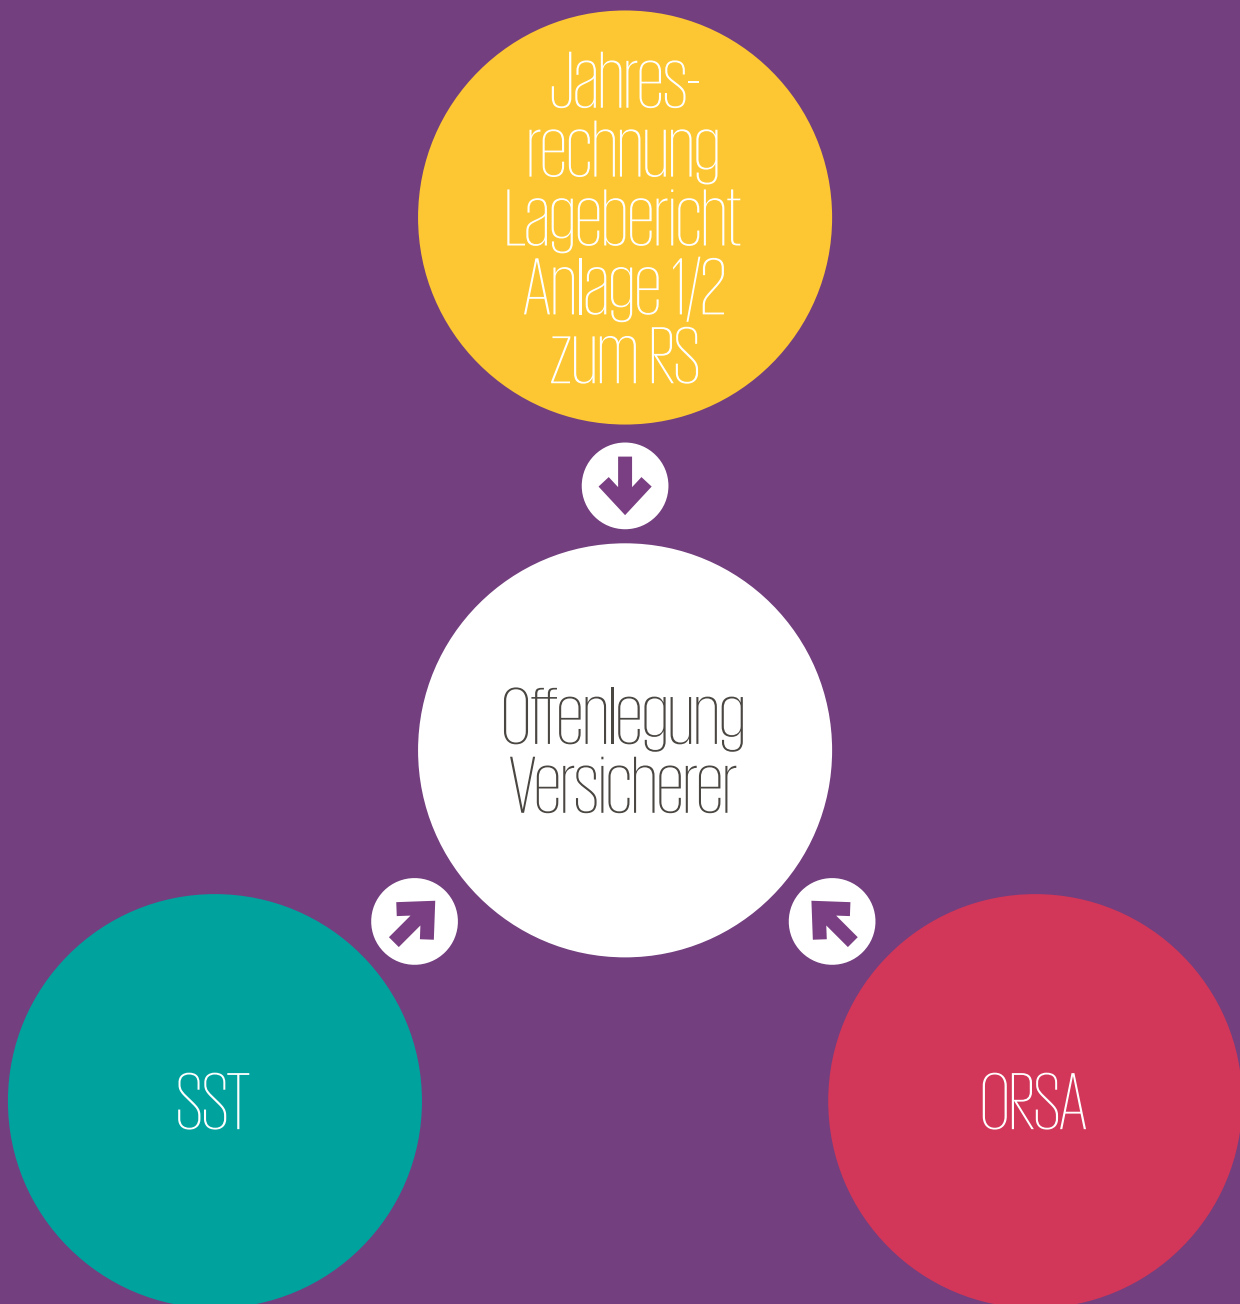 Jahres-
rechnung
Lagebericht
Anlage 1/2
zum RS
Offenlegung
Versicherer
SST
ORSA